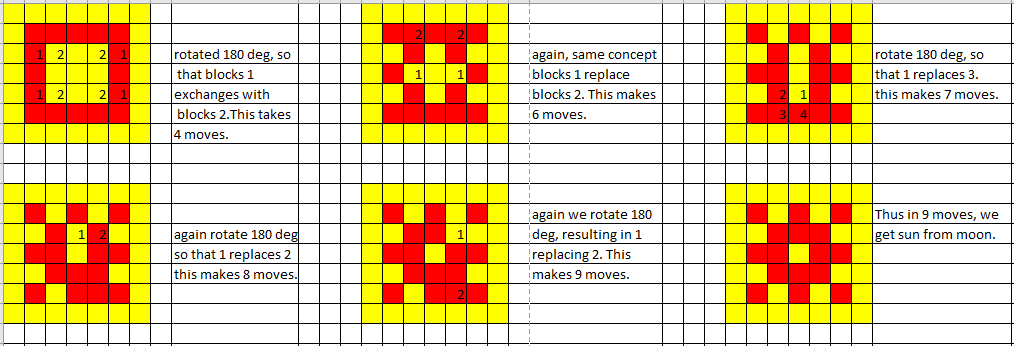 1 2 2 1
1 2 2 1
rotated 180 deg, so
that blocks 1
exchanges with
blocks 2.This takes
4 moves.
2 2
1 1
again, same concept
blocks 1 replace
blocks 2. This makes
6 moves.
2 1
3 4
rotate 180 deg, so
that 1 replaces 3.
this makes 7 moves.
1 2
again rotate 180 deg
so that 1 replaces 2
this makes 8 moves.
1
2
again we rotate 180
deg, resulting in 1
replacing 2. This
makes 9 moves.
Thus in 9 moves, we
get sun from moon.